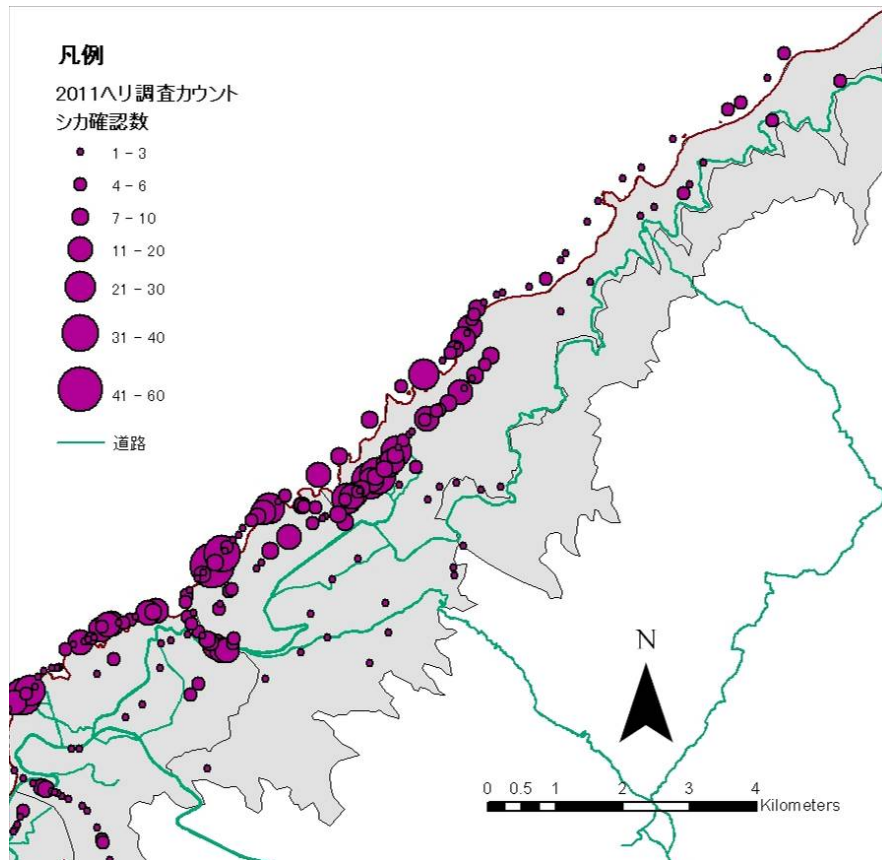 凡例
2011ヘリ調査カウント
シカ確認数
1 - 3
4 - 6
7 - 10
11 - 20
21 - 30
31 - 40
41 - 60
道路
N
0 0.5 1 2 3 4
Kilometers